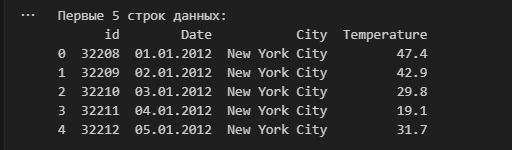 ... Первые 5 строк данных:
id Date City Temperature
0 32208 01.01.2012 New York City 47.4
1 32209 02.01.2012 New York City 42.9
2 32210 03.01.2012 New York City 29.8
3 32211 04.01.2012 New York City 19.1
4 32212 05.01.2012 New York City 31.7